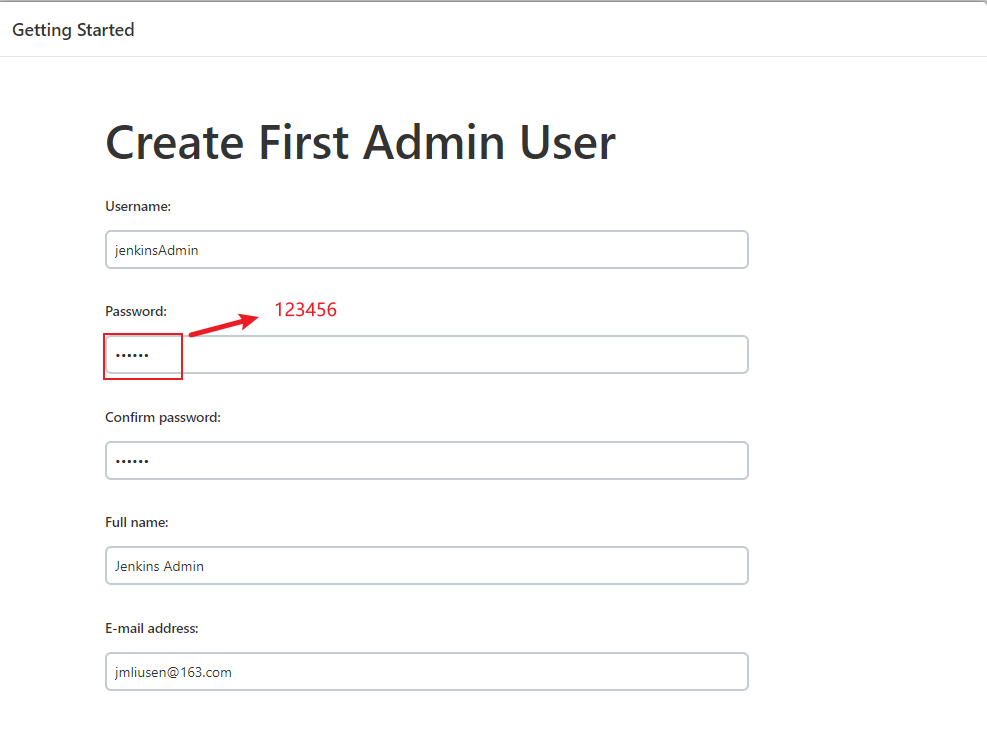 Getting Started
Create First Admin User
Username:
jenkinsAdmin
Password:
123456
••••••
Confirm password:
••••••
Full name:
Jenkins Admin
E-mail address:
jmliusen@163.com